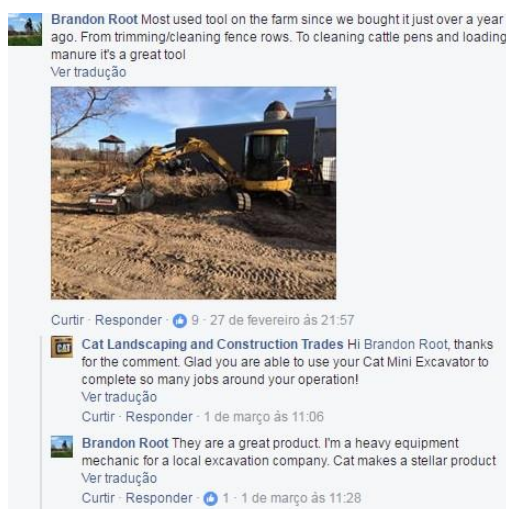 Brandon Root Most used tool on the farm since we bought it just over a year
ago. From trimming/cleaning fence rows. To cleaning cattle pens and loading
manure it's a great tool
Ver tradução
Curtir · Responder · 9 · 27 de fevereiro às 21:57
CAT
Cat Landscaping and Construction Trades Hi Brandon Root, thanks
for the comment. Glad you are able to use your Cat Mini Excavator to
complete so many jobs around your operation!
Ver tradução
Curtir · Responder · 1 de março às 11:06
Brandon Root They are a great product. I'm a heavy equipment
mechanic for a local excavation company. Cat makes a stellar product
Ver tradução
Curtir · Responder · 1 · 1 de março às 11:28